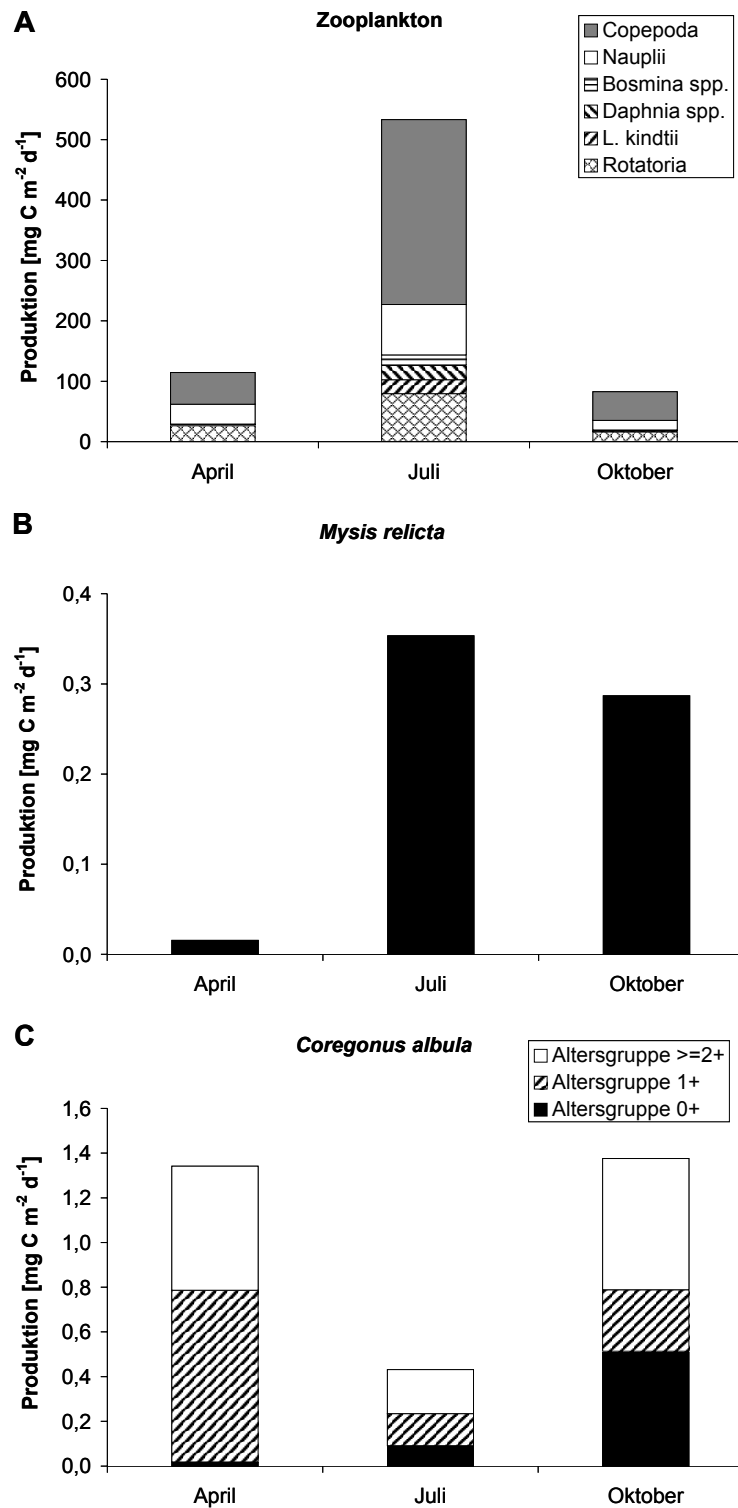 A
Zooplankton
Copepoda
Nauplii
Bosmina spp.
Daphnia spp.
L. kindtii
Rotatoria
Produktion [mg C m-2 d-1]
600
500
400
300
200
100
0
April Juli Oktober
B
Mysis relicta
Produktion [mg C m-2 d-1]
0,4
0,3
0,2
0,1
0,0
April Juli Oktober
C
Coregonus albula
Altersgruppe >=2+
Altersgruppe 1+
Altersgruppe 0+
Produktion [mg C m-2 d-1]
1,6
1,4
1,2
1,0
0,8
0,6
0,4
0,2
0,0
April Juli Oktober